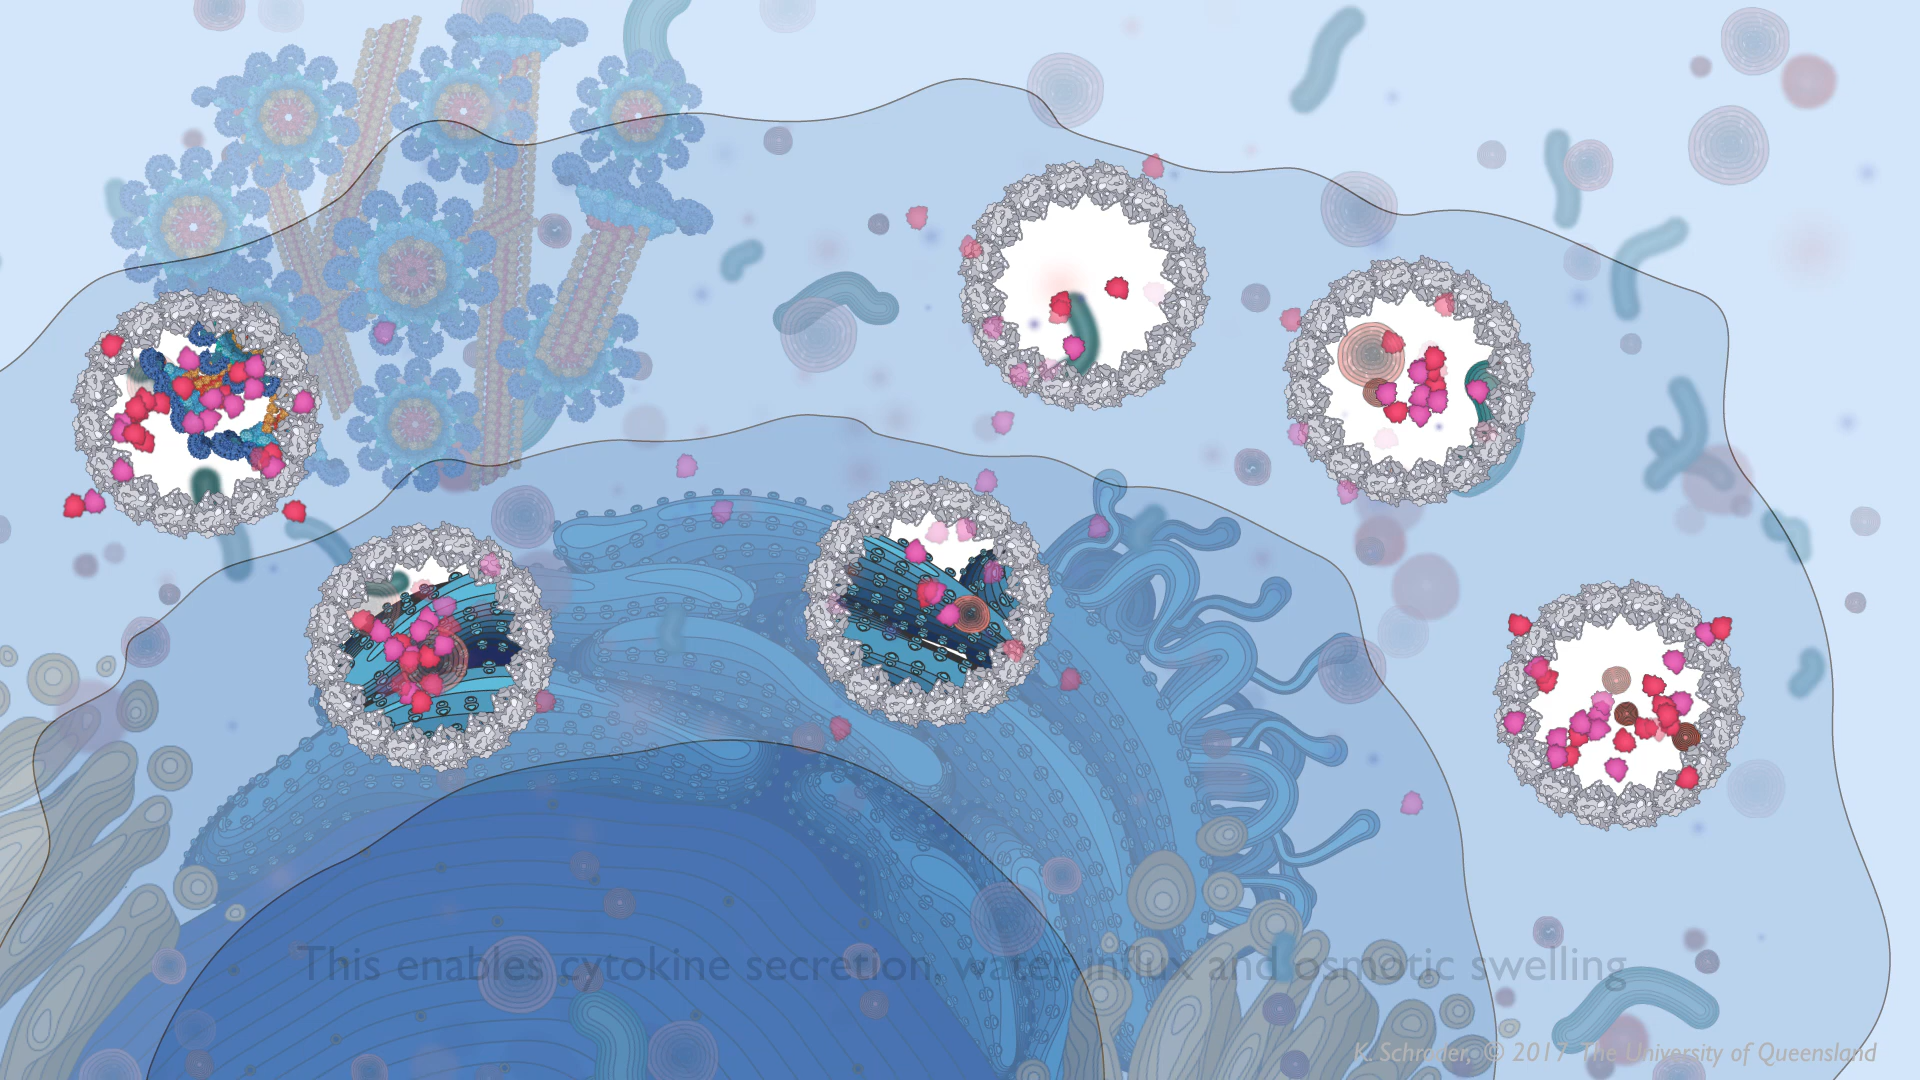 This enables cytokine secretion, water influx and osmotic swelling
K. Schroder, © 2017 The University of Queensland